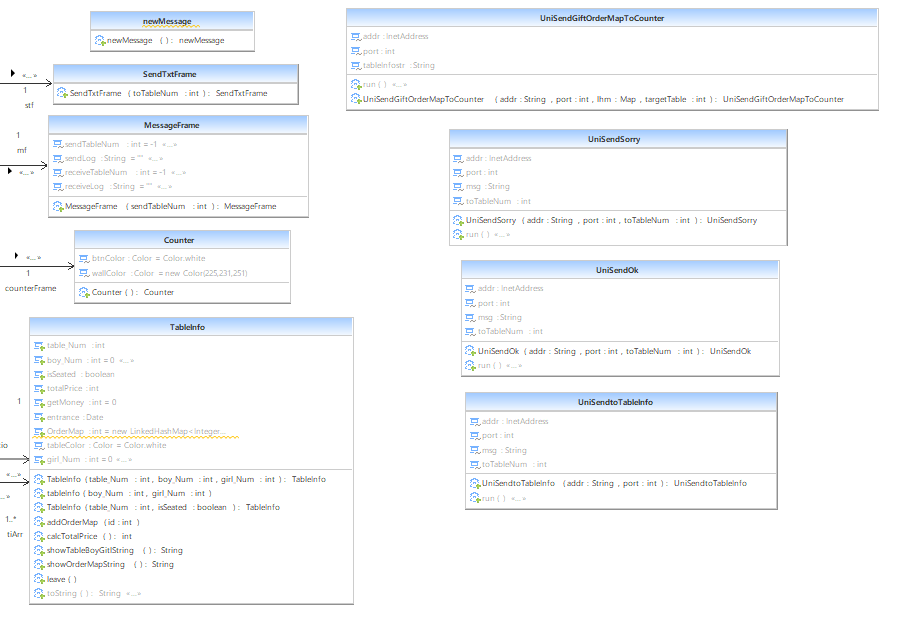 newMessage
newMessage ( ) : newMessage
«...»
1
stf
SendTxtFrame
SendTxtFrame ( toTableNum : int ) : SendTxtFrame
1
mf
«...»
MessageFrame
sendTableNum : int = -1 «...»
sendLog : String = "" «...»
receiveTableNum : int = -1 «...»
receiveLog : String = "" «...»
MessageFrame ( sendTableNum : int ) : MessageFrame
«...»
1
counterFrame
Counter
btnColor : Color = Color.white
wallColor : Color = new Color(225,231,251)
Counter ( ) : Counter
TableInfo
table_Num : int
boy_Num : int = 0 «...»
isSeated : boolean
totalPrice : int
getMoney : int = 0
entrance : Date
OrderMap : int = new LinkedHashMap<Integer...
tableColor : Color = Color.white
girl_Num : int = 0 «...»
TableInfo ( table_Num : int , boy_Num : int , girl_Num : int ) : TableInfo
tableInfo ( boy_Num : int , girl_Num : int )
TableInfo ( table_Num : int , isSeated : boolean ) : TableInfo
addOrderMap ( id : int )
calcTotalPrice ( ) : int
showTableBoyGitlString ( ) : String
showOrderMapString ( ) : String
leave ( )
toString ( ) : String «...»
1
io
«...»
..»
1..*
tiArr
UniSendGiftOrderMapToCounter
addr : InetAddress
port : int
tableInfostr : String
run ( ) «...»
UniSendGiftOrderMapToCounter ( addr : String , port : int , lhm : Map , targetTable : int ) : UniSendGiftOrderMapToCounter
UniSendSorry
addr : InetAddress
port : int
msg : String
toTableNum : int
UniSendSorry ( addr : String , port : int , toTableNum : int ) : UniSendSorry
run ( ) «...»
UniSendOk
addr : InetAddress
port : int
msg : String
toTableNum : int
UniSendOk ( addr : String , port : int , toTableNum : int ) : UniSendOk
run ( ) «...»
UniSendtoTableInfo
addr : InetAddress
port : int
msg : String
toTableNum : int
UniSendtoTableInfo ( addr : String , port : int ) : UniSendtoTableInfo
run ( ) «...»